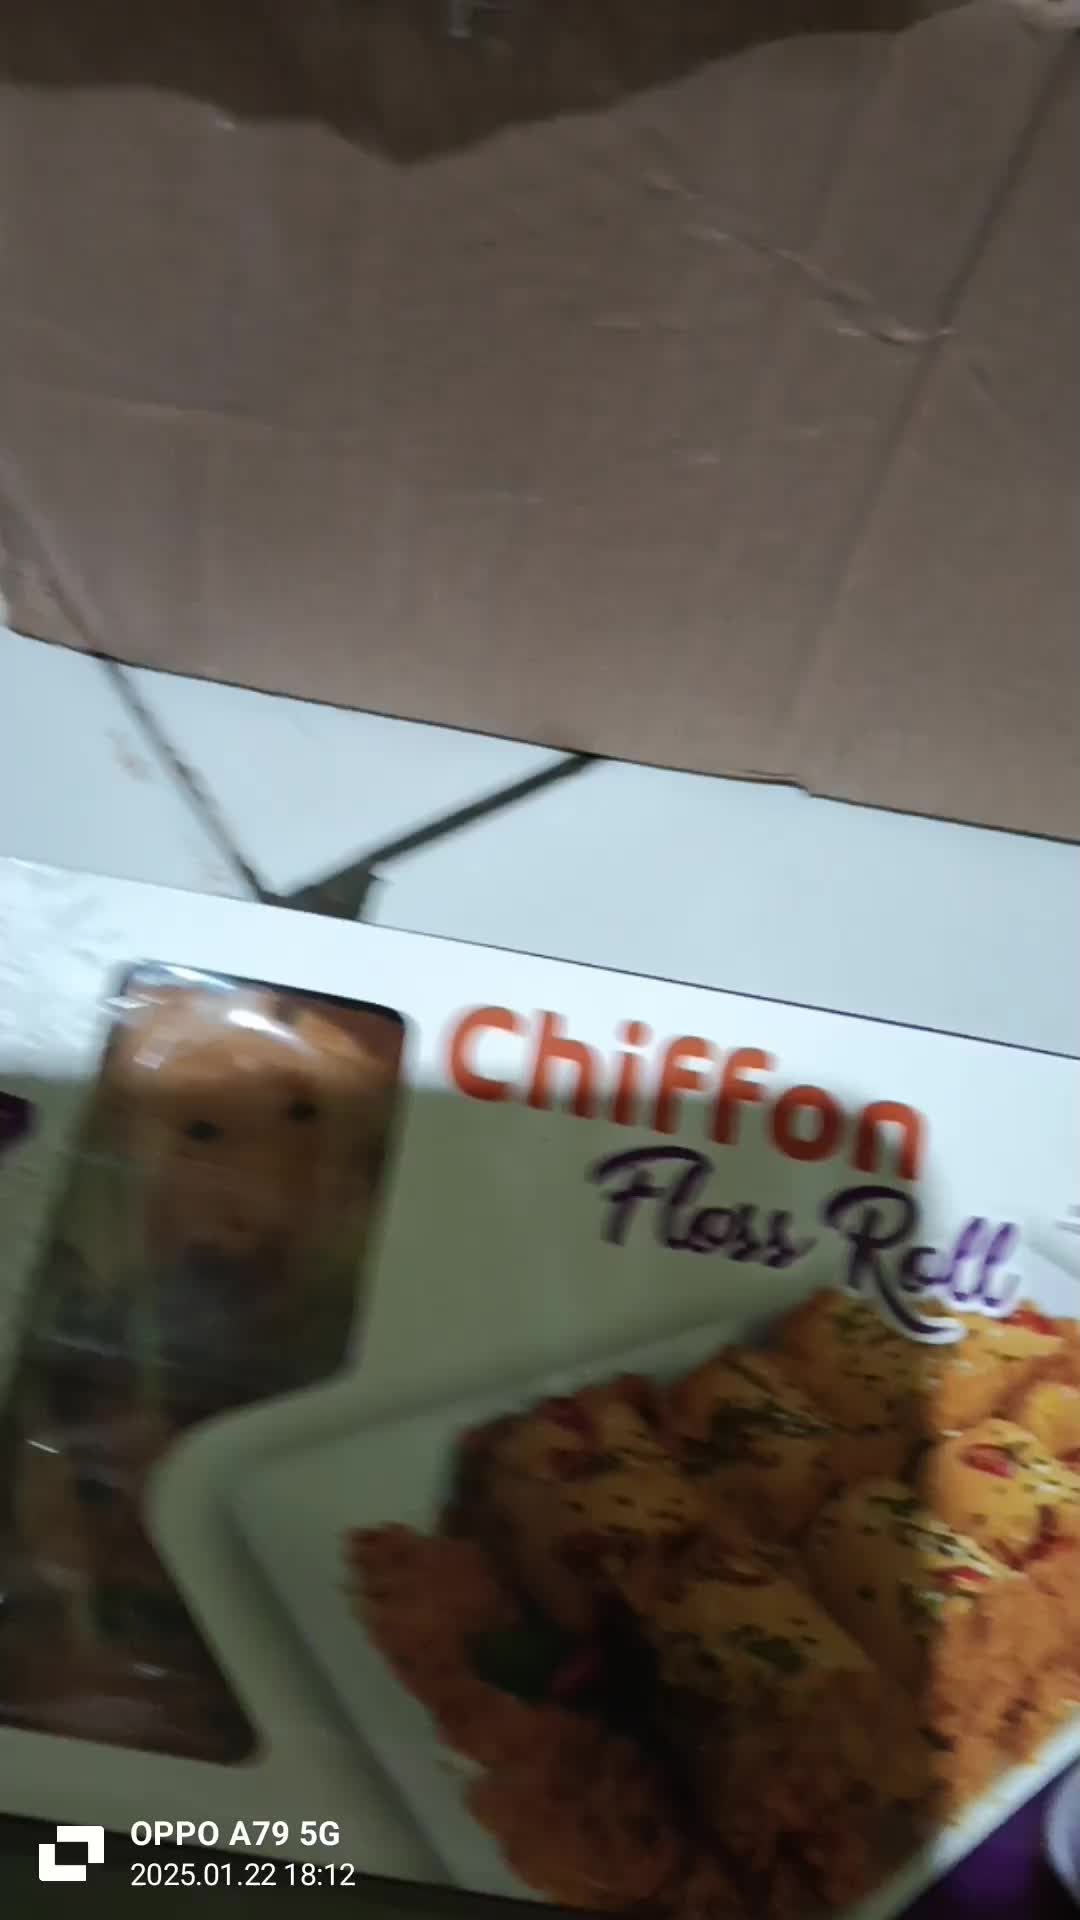 Chiffon
Floss Roll
OPPO A79 5G
2025.01.22 18:12